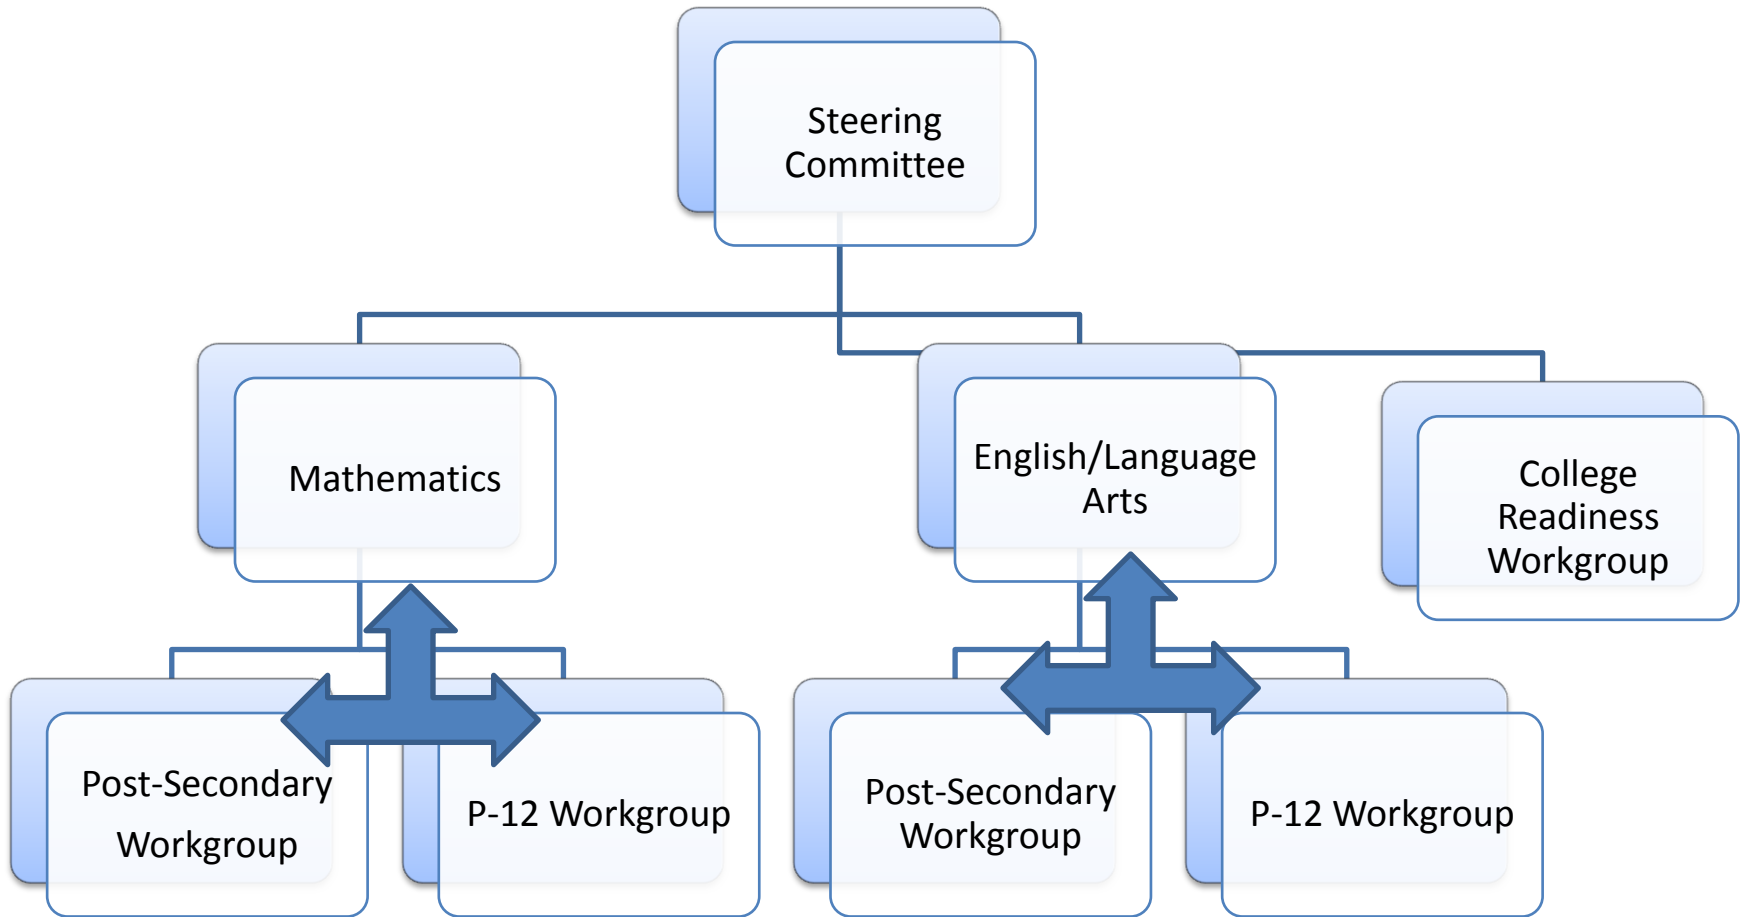 Steering
Committee
Mathematics
English/Language
Arts
College
Readiness
Workgroup
Post-Secondary
Workgroup
P-12 Workgroup
Post-Secondary
Workgroup
P-12 Workgroup